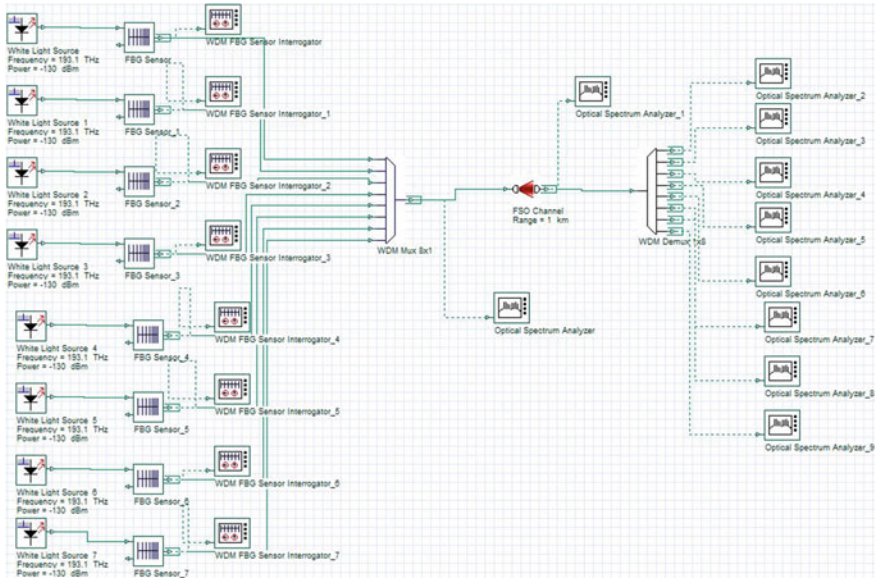 White Light Source
Frequency = 193.1 THz
Power = -130 dBm
FBG Sensor
WDM FBG Sensor Interrogator
White Light Source 1
Frequency = 193.1 THz
Power = -130 dBm
FBG Sensor_1
WDM FBG Sensor Interrogator_1
White Light Source 2
Frequency = 193.1 THz
Power = -130 dBm
FBG Sensor_2
WDM FBG Sensor Interrogator_2
White Light Source 3
Frequency = 193.1 THz
Power = -130 dBm
FBG Sensor_3
WDM FBG Sensor Interrogator_3
White Light Source 4
Frequency = 193.1 THz
Power = -130 dBm
FBG Sensor_4
WDM FBG Sensor Interrogator_4
White Light Source 5
Frequency = 193.1 THz
Power = -130 dBm
FBG Sensor_5
WDM FBG Sensor Interrogator_5
White Light Source 6
Frequency = 193.1 THz
Power = -130 dBm
FBG Sensor_6
WDM FBG Sensor Interrogator_6
White Light Source 7
Frequency = 193.1 THz
Power = -130 dBm
FBG Sensor_7
WDM FBG Sensor Interrogator_7
WDM Mux 8x1
Optical Spectrum Analyzer
Optical Spectrum Analyzer_1
FSO Channel
Range = 1 km
WDM Demux 1x8
Optical Spectrum Analyzer_2
Optical Spectrum Analyzer_3
Optical Spectrum Analyzer_4
Optical Spectrum Analyzer_5
Optical Spectrum Analyzer_6
Optical Spectrum Analyzer_7
Optical Spectrum Analyzer_8
Optical Spectrum Analyzer_9